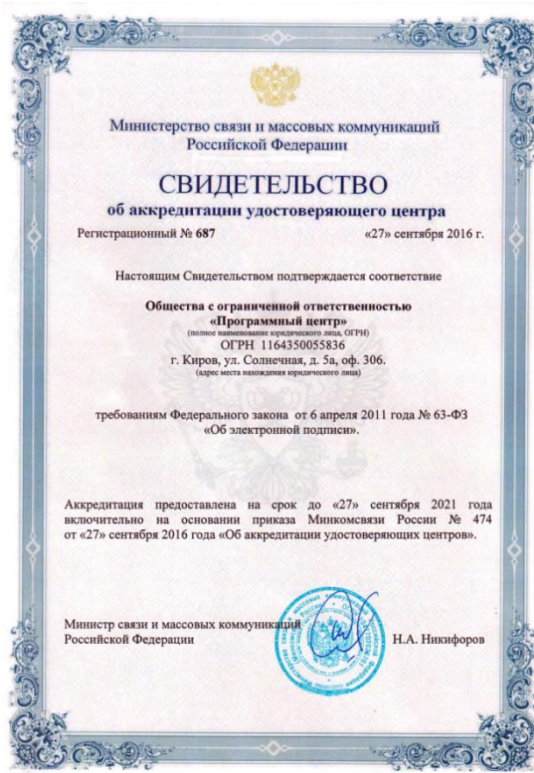 Министерство связи и массовых коммуникаций
Российской Федерации
СВИДЕТЕЛЬСТВО
об аккредитации удостоверяющего центра
Регистрационный № 687 «27» сентября 2016 г.
Настоящим Свидетельством подтверждается соответствие
Общества с ограниченной ответственностью
«Программный центр»
(полное наименование юридического лица, ОГРН)
ОГРН 1164350055836
г. Киров, ул. Солнечная, д. 5а, оф. 306.
(адрес места нахождения юридического лица)
требованиям Федерального закона от 6 апреля 2011 года № 63-ФЗ
«Об электронной подписи».
Аккредитация предоставлена на срок до «27» сентября 2021 года
включительно на основании приказа Минкомсвязи России № 474
от «27» сентября 2016 года «Об аккредитации удостоверяющих центров».
Министр связи и массовых коммуникаций
Российской Федерации Н.А. Никифоров